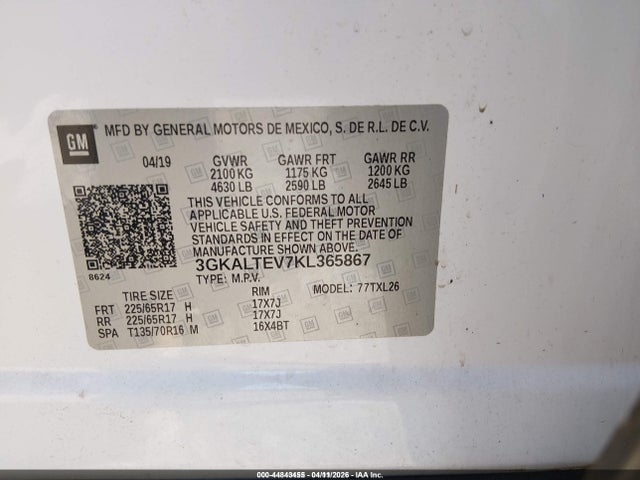 GM
MFD BY GENERAL MOTORS DE MEXICO, S. DE R.L. DE C.V.
04/19 GVWR GAWR FRT GAWR RR
2100 KG 1175 KG 1200 KG
4630 LB 2590 LB 2645 LB
THIS VEHICLE CONFORMS TO ALL
APPLICABLE U.S. FEDERAL MOTOR
VEHICLE SAFETY AND THEFT PREVENTION
STANDARDS IN EFFECT ON THE DATE OF
MANUFACTURE SHOWN ABOVE.
8624 3GKALTEV7KL365867
TYPE: M.P.V. MODEL: 77TXL26
TIRE SIZE RIM
FRT 225/65R17 H 17X7J
RR 225/65R17 H 17X7J
SPA T135/70R16 M 16X4BT
000-44843455 - 04/11/2026 - IAA Inc.